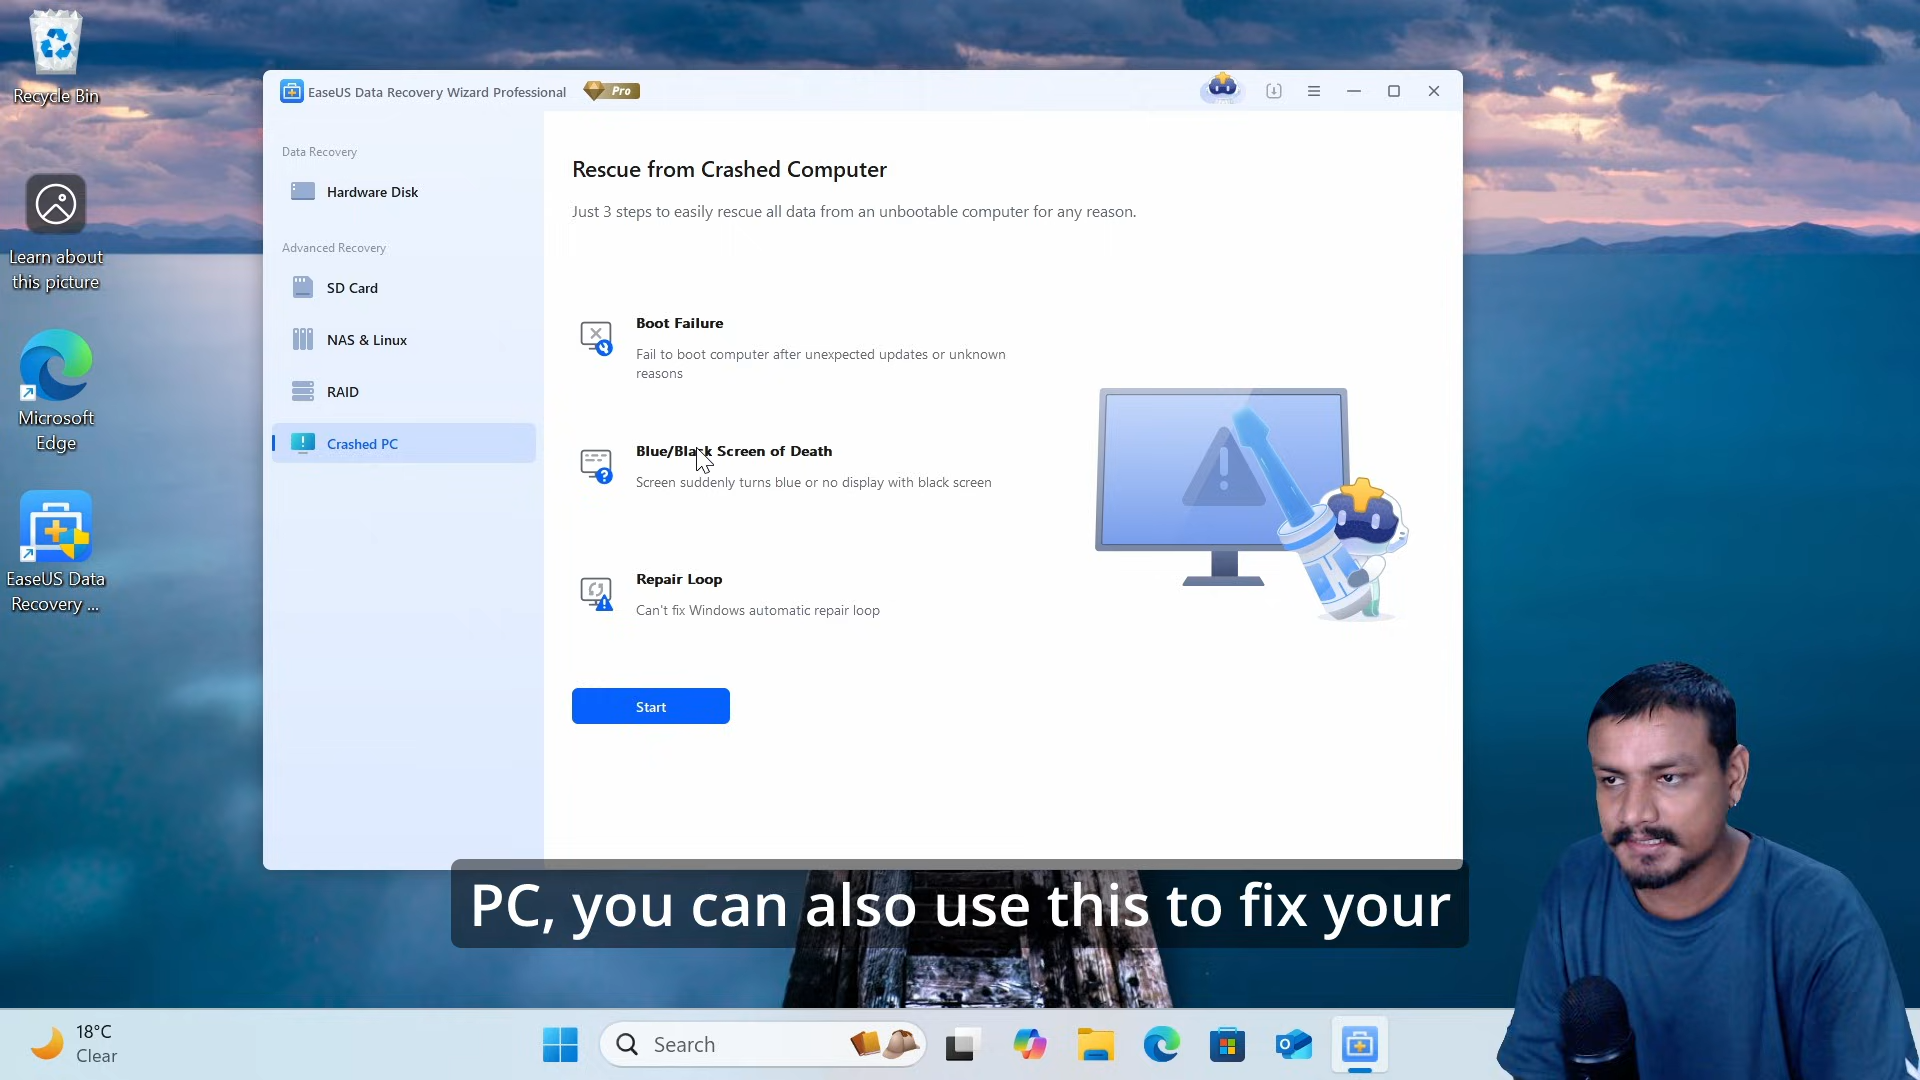 Recycle Bin
Learn about
this picture
Microsoft
Edge
EaseUS Data
Recovery ...
EaseUS Data Recovery Wizard Professional
Pro
Data Recovery
Hardware Disk
Advanced Recovery
SD Card
NAS & Linux
RAID
Crashed PC
Rescue from Crashed Computer
Just 3 steps to easily rescue all data from an unbootable computer for any reason.
Boot Failure
Fail to boot computer after unexpected updates or unknown
reasons
Blue/Black Screen of Death
Screen suddenly turns blue or no display with black screen
Repair Loop
Can't fix Windows automatic repair loop
Start
PC, you can also use this to fix your
18°C
Clear
Search